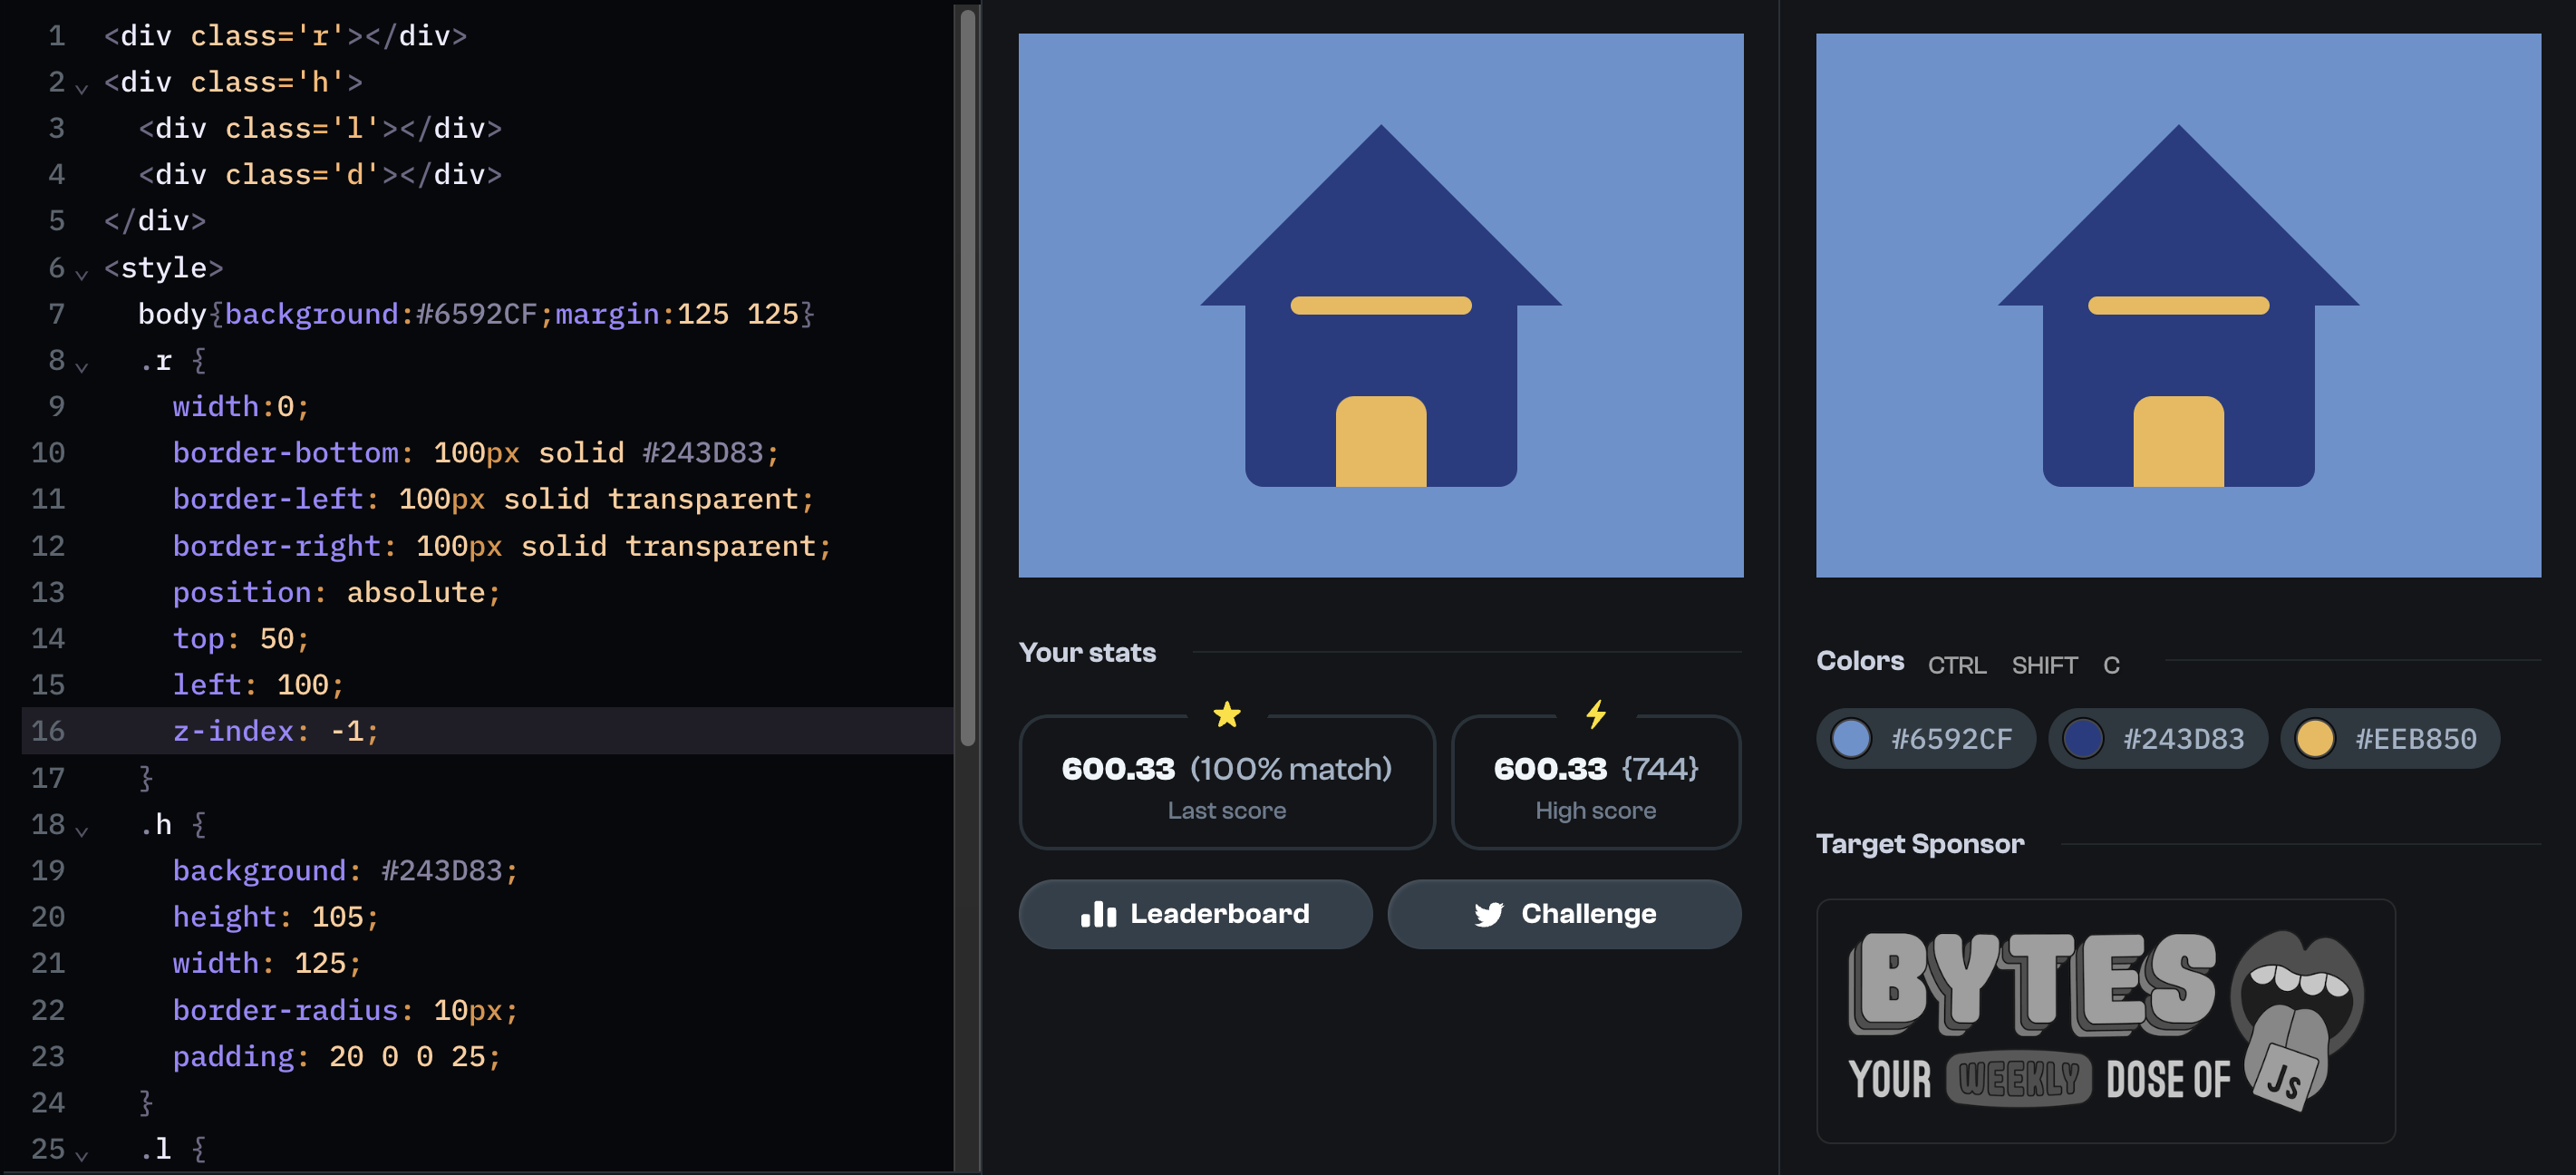 1 <div class='r'></div>
2 <div class='h'>
3 <div class='l'></div>
4 <div class='d'></div>
5 </div>
6 <style>
7 body{background:#6592CF;margin:125 125}
8 .r {
9 width:0;
10 border-bottom: 100px solid #243D83;
11 border-left: 100px solid transparent;
12 border-right: 100px solid transparent;
13 position: absolute;
14 top: 50;
15 left: 100;
16 z-index: -1;
17 }
18 .h {
19 background: #243D83;
20 height: 105;
21 width: 125;
22 border-radius: 10px;
23 padding: 20 0 0 25;
24 }
25 .l {
Your stats
600.33 (100% match)
Last score
600.33 {744}
High score
Leaderboard
Challenge
Colors CTRL SHIFT C
#6592CF #243D83 #EEB850
Target Sponsor
BYTES
YOUR WEEKLY DOSE OF
Js